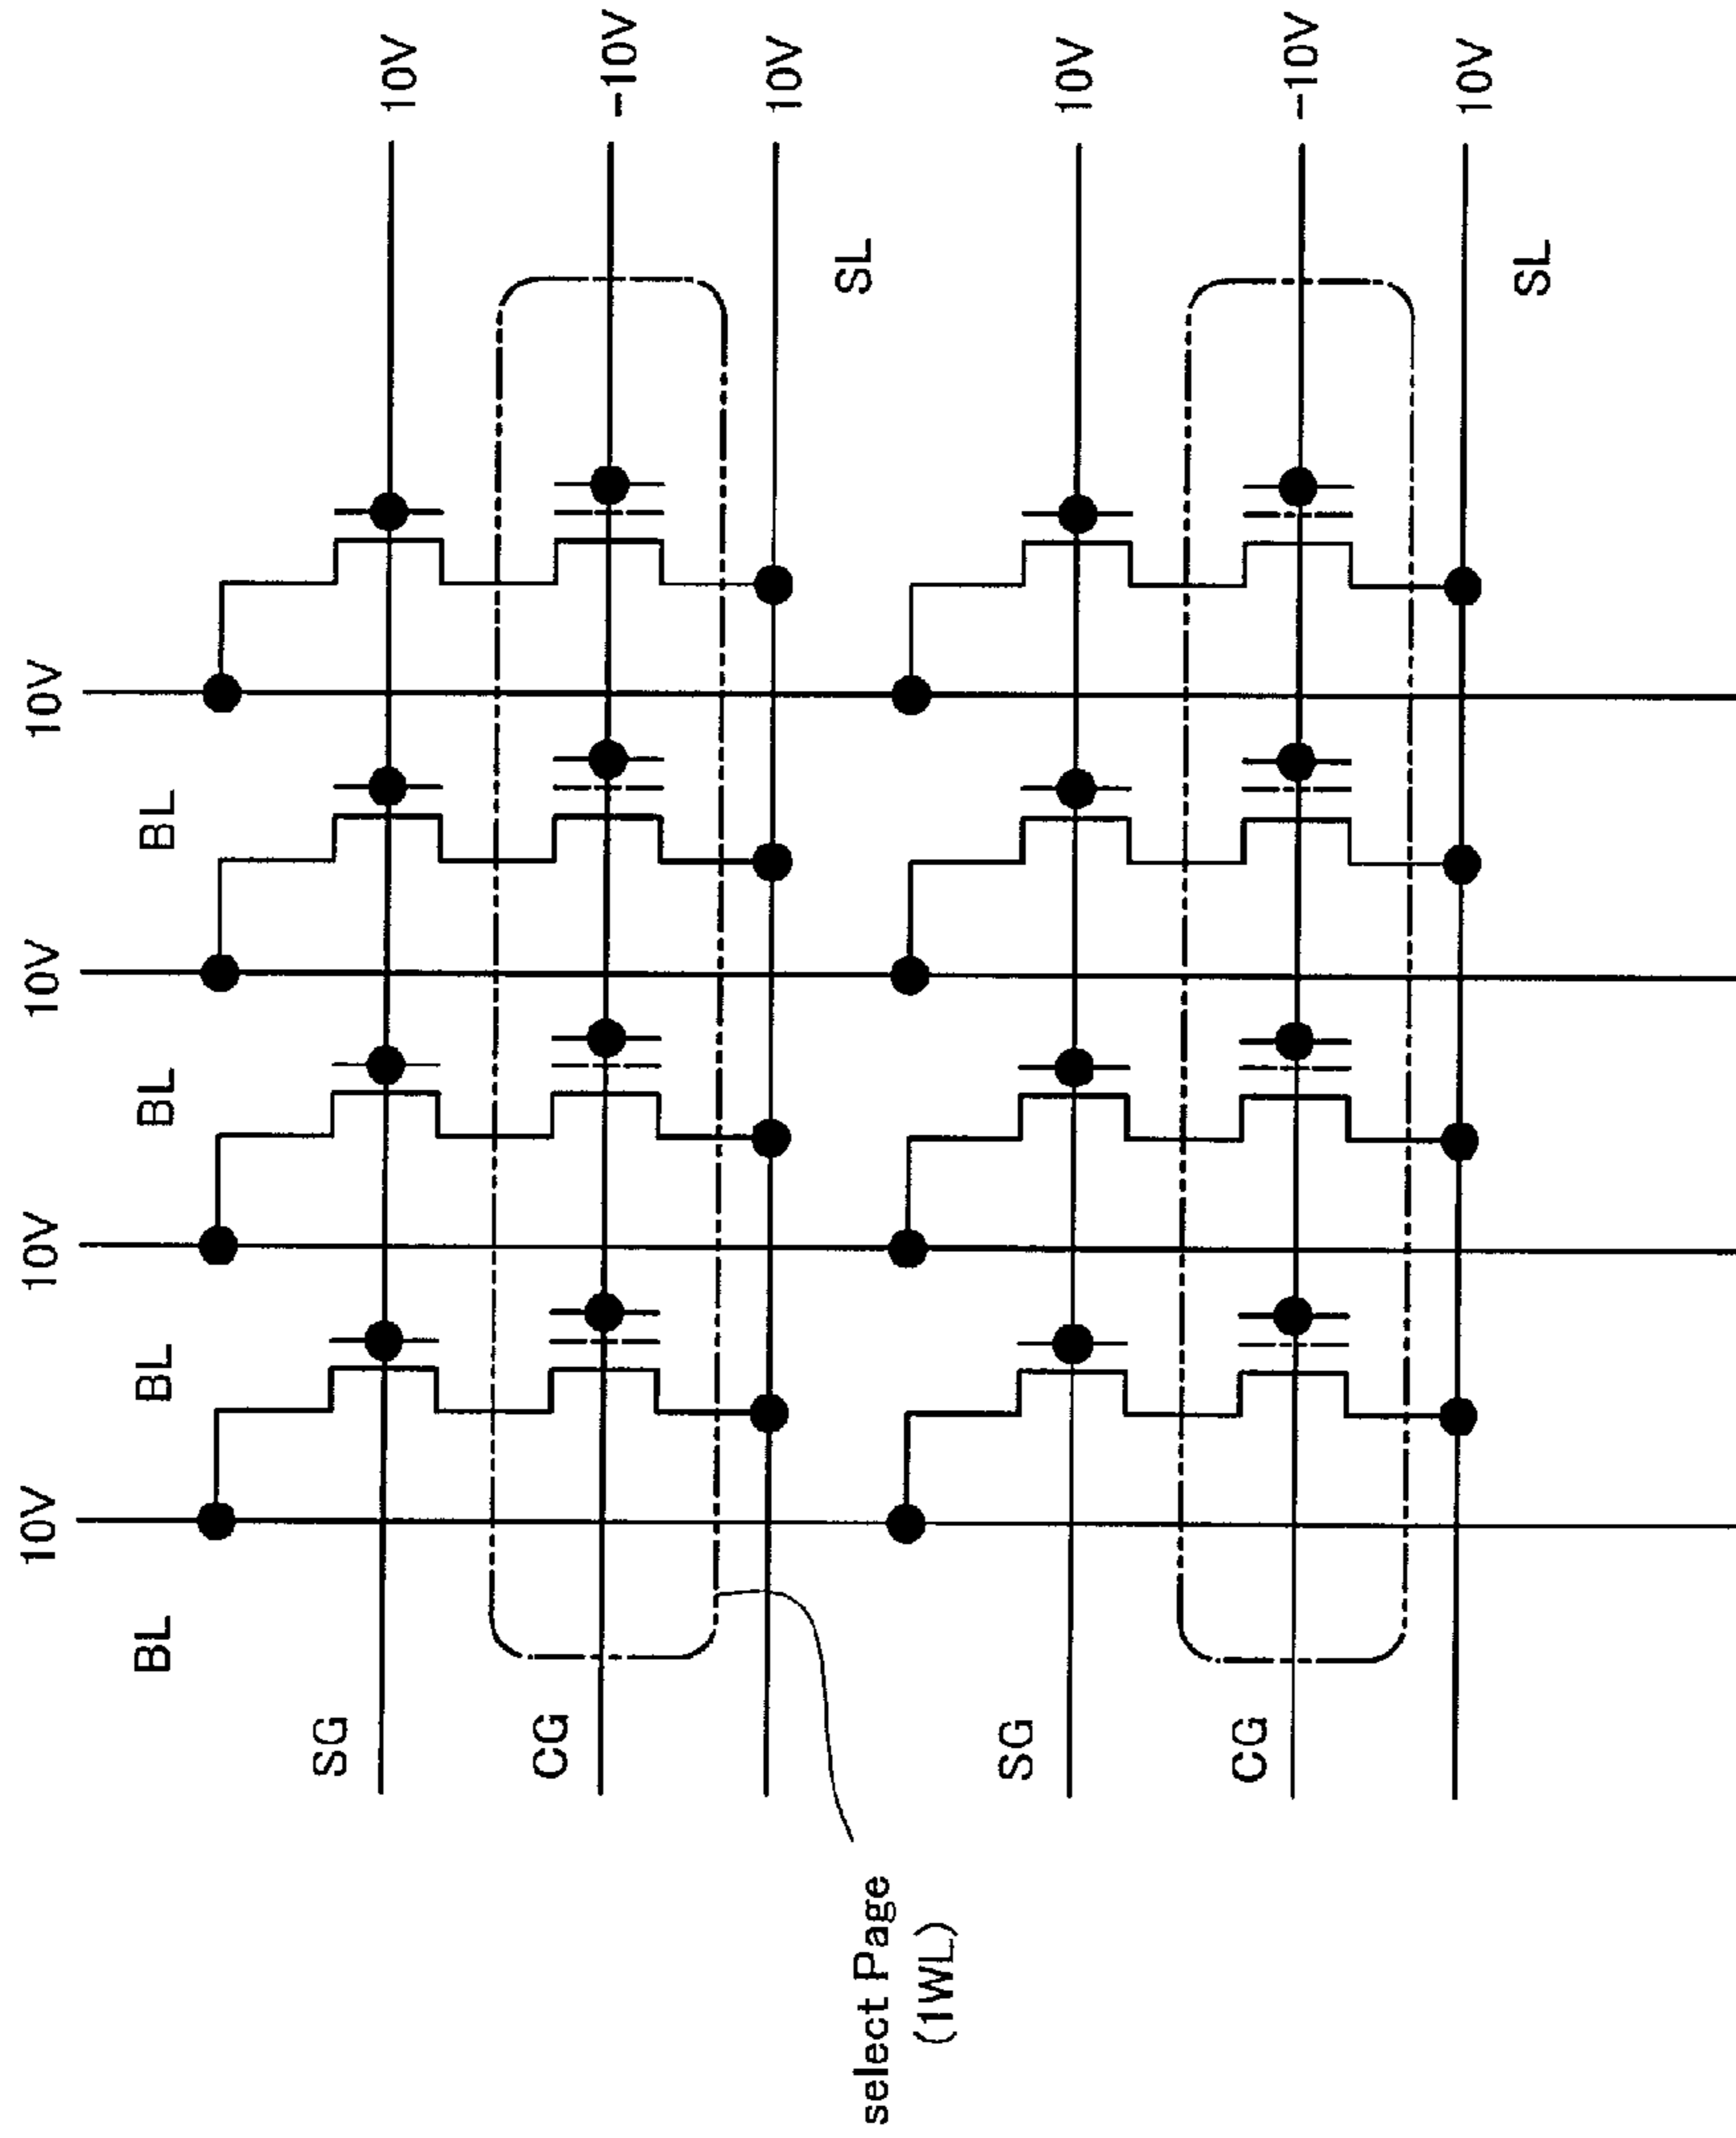 10V 10V 10V 10V
BL BL BL BL
SG
10V
CG
-10V
10V
SL
select Page
(1WL)
SG
10V
CG
-10V
10V
SL